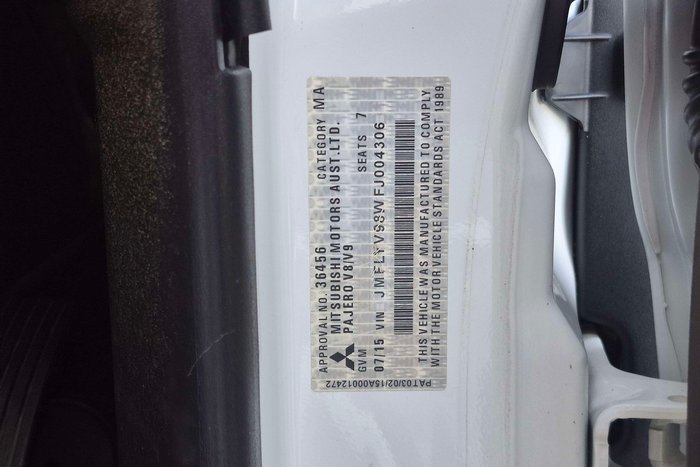 APPROVAL NO. 36456 CATEGORY MA
MITSUBISHI MOTORS AUST.LTD.
PAJERO V8/V9
GVM SEATS 7
07/15 VIN JMFLYV98WFJ004306
THIS VEHICLE WAS MANUFACTURED TO COMPLY
WITH THE MOTOR VEHICLE STANDARDS ACT 1989
PAT03/02/15A00012472